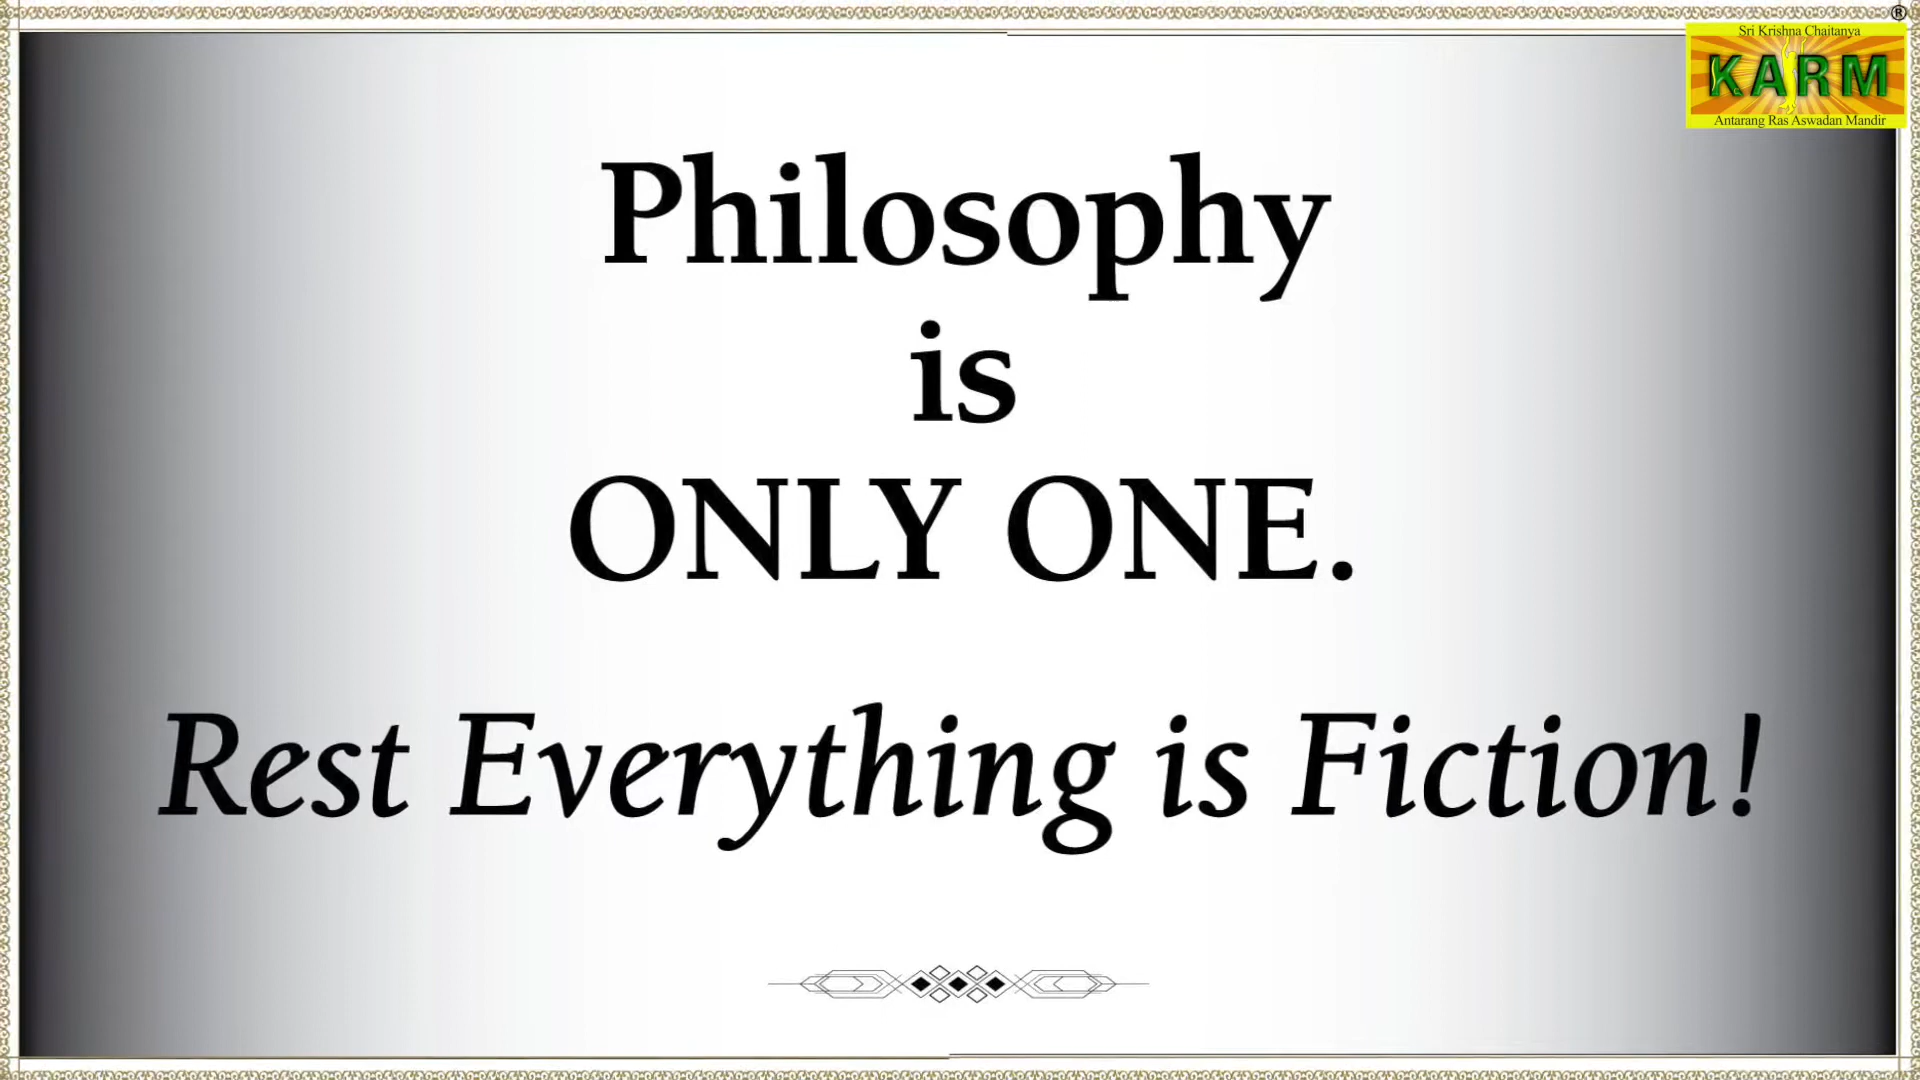 ®
Sri Krishna Chaitanya
KARM
Antarang Ras Aswadan Mandir
Philosophy
is
ONLY ONE.
Rest Everything is Fiction!